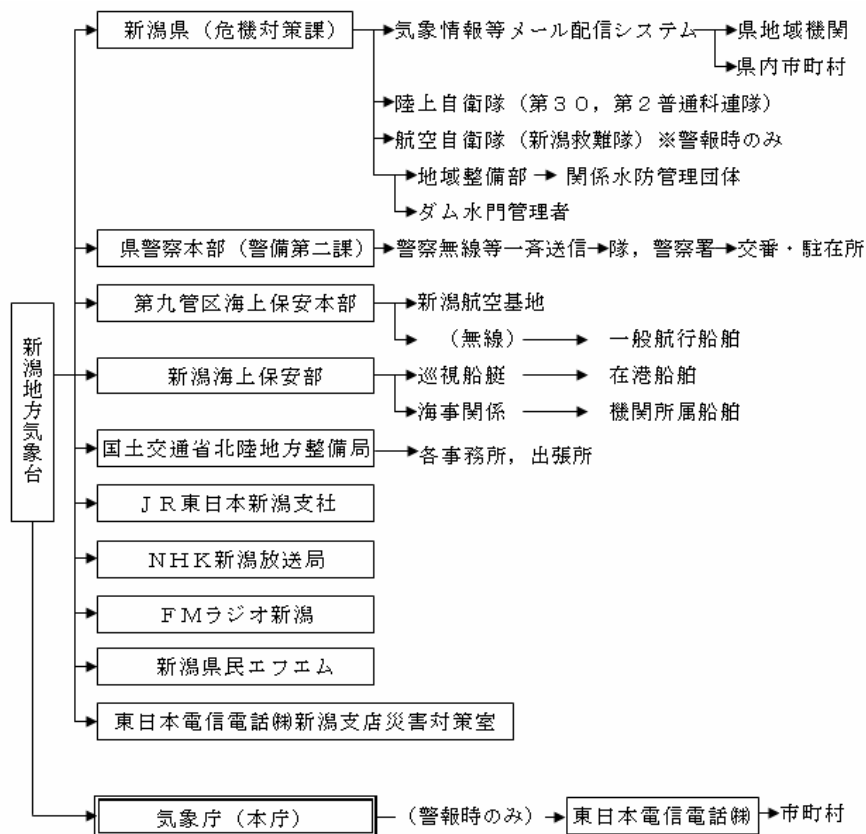 新潟県（危機対策課） 気象情報等メール配信システム 県地域機関
県内市町村
陸上自衛隊（第３０，第２普通科連隊）
航空自衛隊（新潟救難隊）※警報時のみ
地域整備部 関係水防管理団体
ダム水門管理者
県警察本部（警備第二課） 警察無線等一斉送信 隊，警察署 交番・駐在所
第九管区海上保安本部 新潟航空基地
（無線） 一般航行船舶
新潟地方気象台
新潟海上保安部 巡視船艇 在港船舶
海事関係 機関所属船舶
国土交通省北陸地方整備局 各事務所，出張所
ＪＲ東日本新潟支社
ＮＨＫ新潟放送局
ＦＭラジオ新潟
新潟県民エフエム
東日本電信電話㈱新潟支店災害対策室
気象庁（本庁） （警報時のみ） 東日本電信電話㈱ 市町村